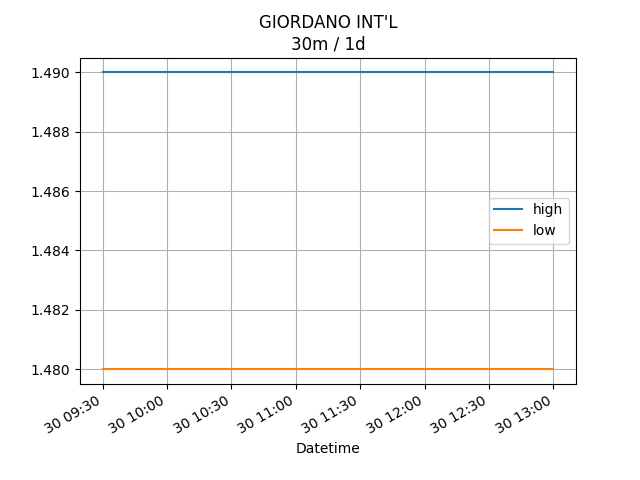 GIORDANO INT'L
30m / 1d
1.490
1.488
1.486
1.484
1.482
1.480
high
low
30 09:30
30 10:00
30 10:30
30 11:00
30 11:30
30 12:00
30 12:30
30 13:00
Datetime